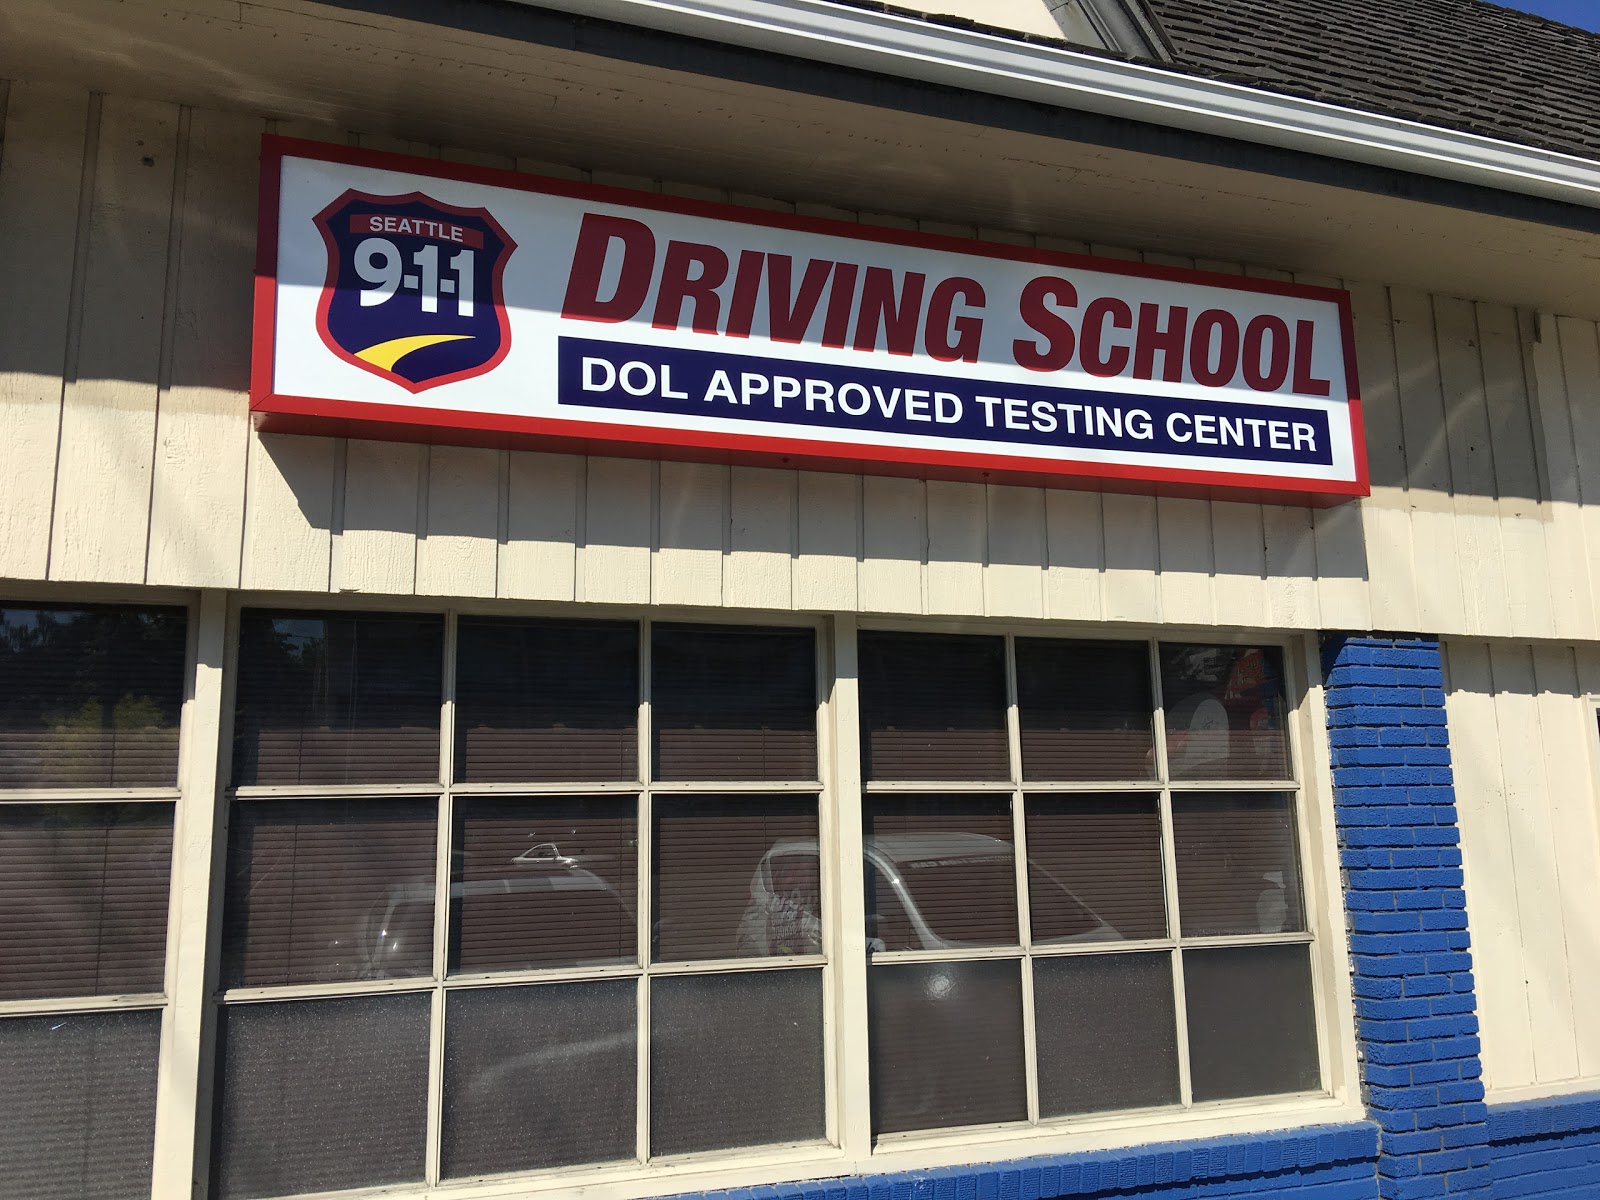 SEATTLE
9-1-1
DRIVING SCHOOL
DOL APPROVED TESTING CENTER